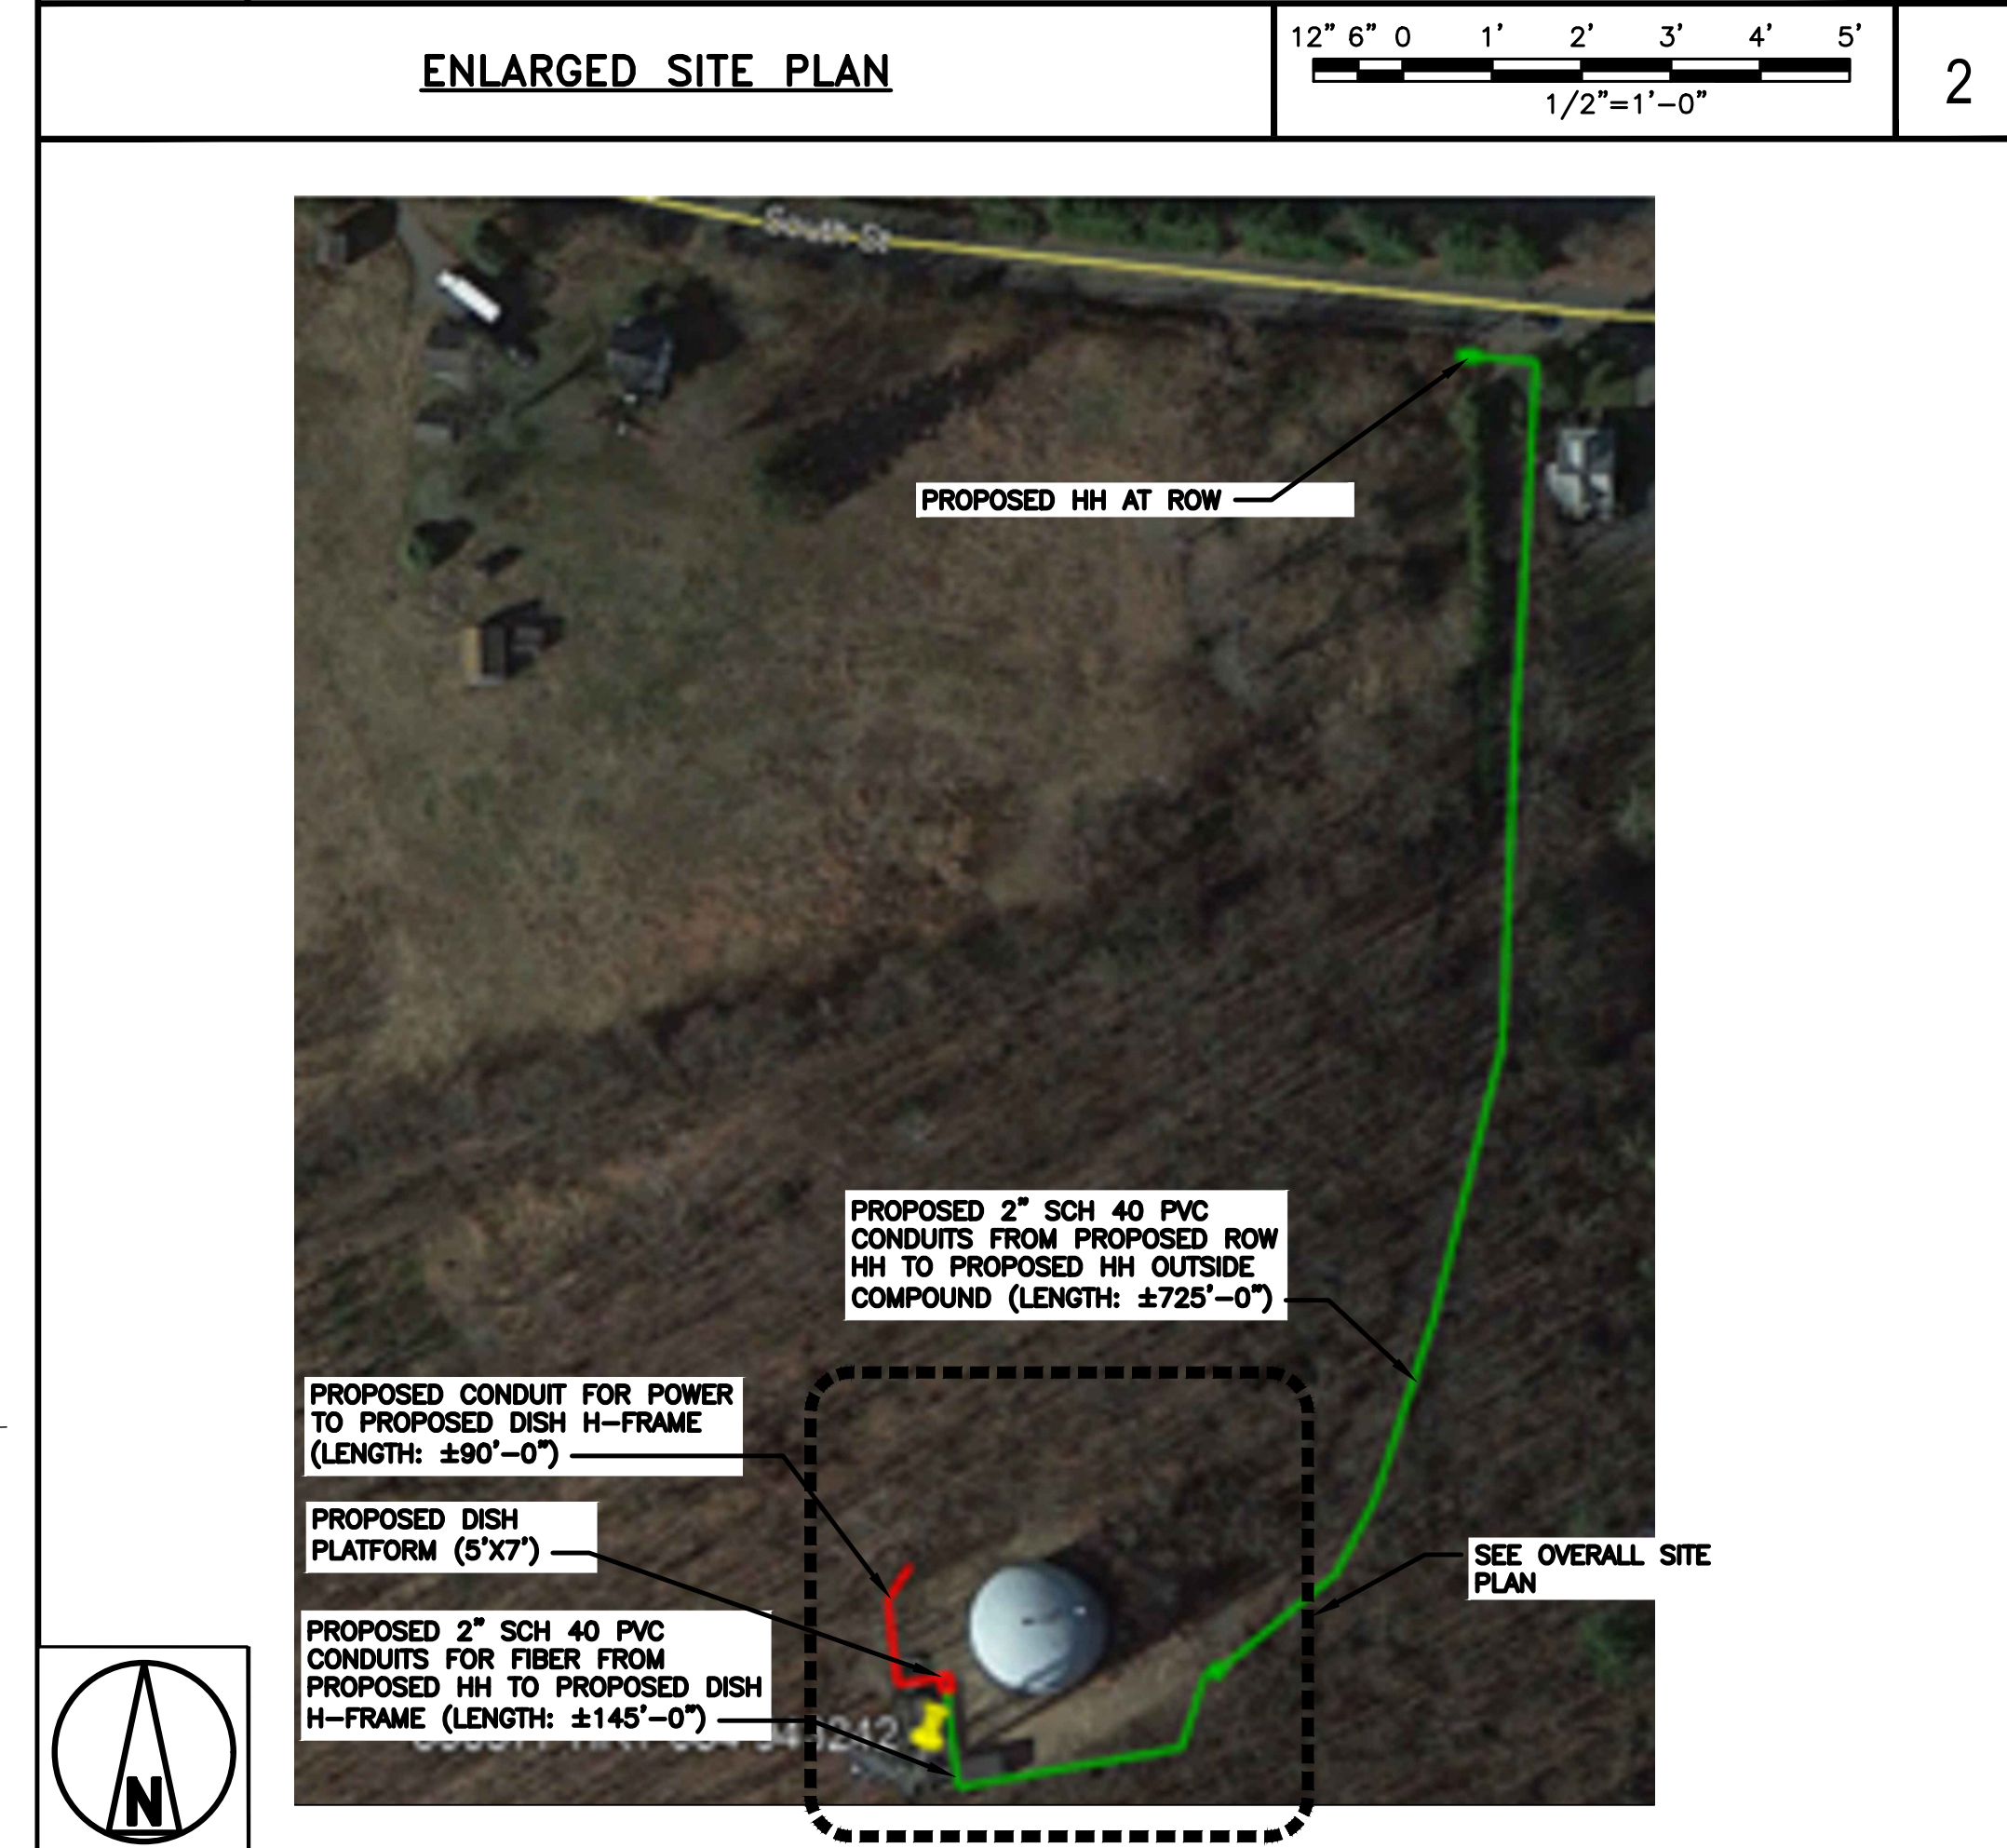 ENLARGED SITE PLAN
12" 6" 0 1' 2' 3' 4' 5'
1/2"=1'-0"
2
South St
PROPOSED HH AT ROW
PROPOSED 2" SCH 40 PVC
CONDUITS FROM PROPOSED ROW
HH TO PROPOSED HH OUTSIDE
COMPOUND (LENGTH: ±725'-0")
PROPOSED CONDUIT FOR POWER
TO PROPOSED DISH H-FRAME
(LENGTH: ±90'-0")
PROPOSED DISH
PLATFORM (5'X7')
SEE OVERALL SITE
PLAN
PROPOSED 2" SCH 40 PVC
CONDUITS FOR FIBER FROM
PROPOSED HH TO PROPOSED DISH
H-FRAME (LENGTH: ±145'-0")
N